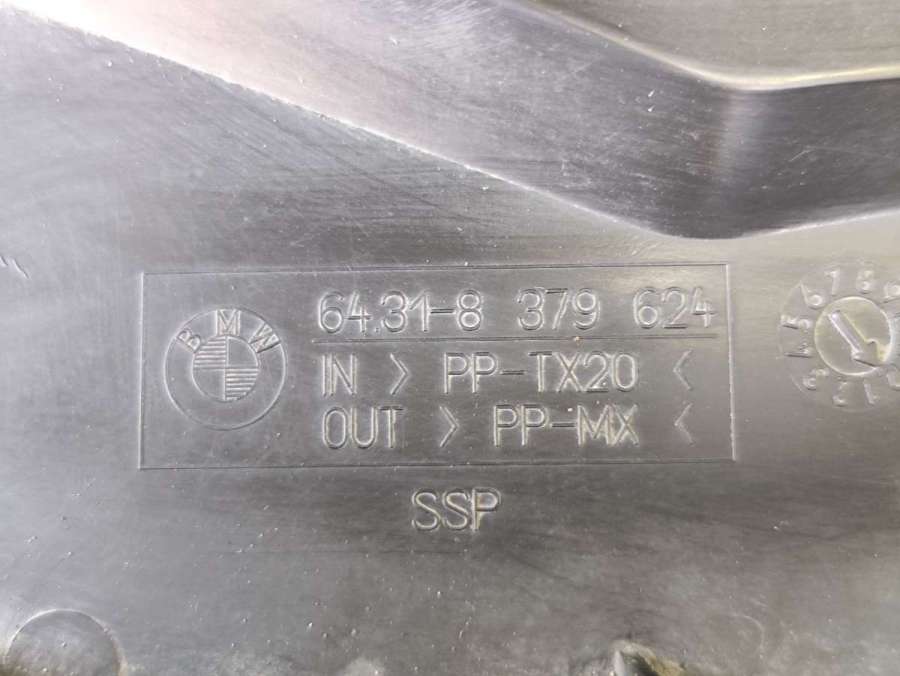 BMW
64.31-8 379 624
IN > PP-TX20 <
OUT > PP-MX <
SSP